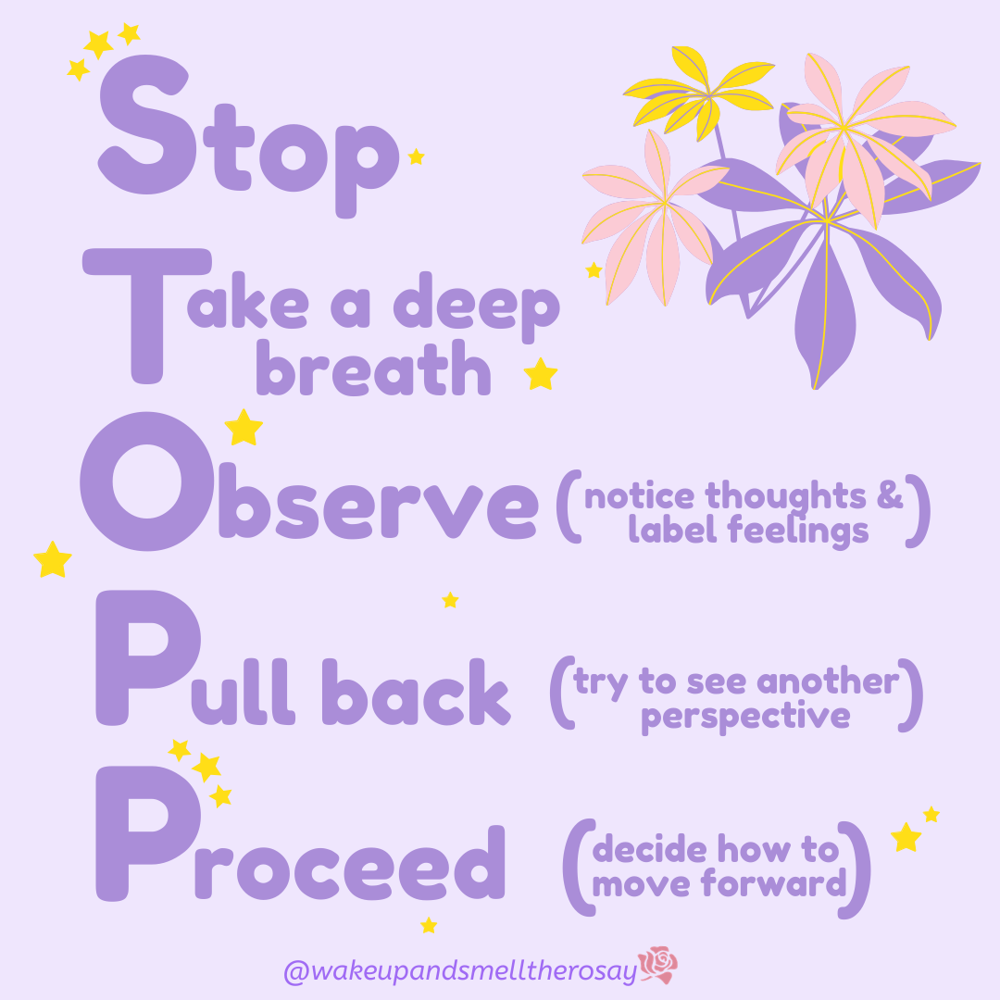 Stop
Take a deep
breath
Observe (notice thoughts &
label feelings)
Pull back (try to see another
perspective)
Proceed (decide how to
move forward)
@wakeupandsmelltherosay